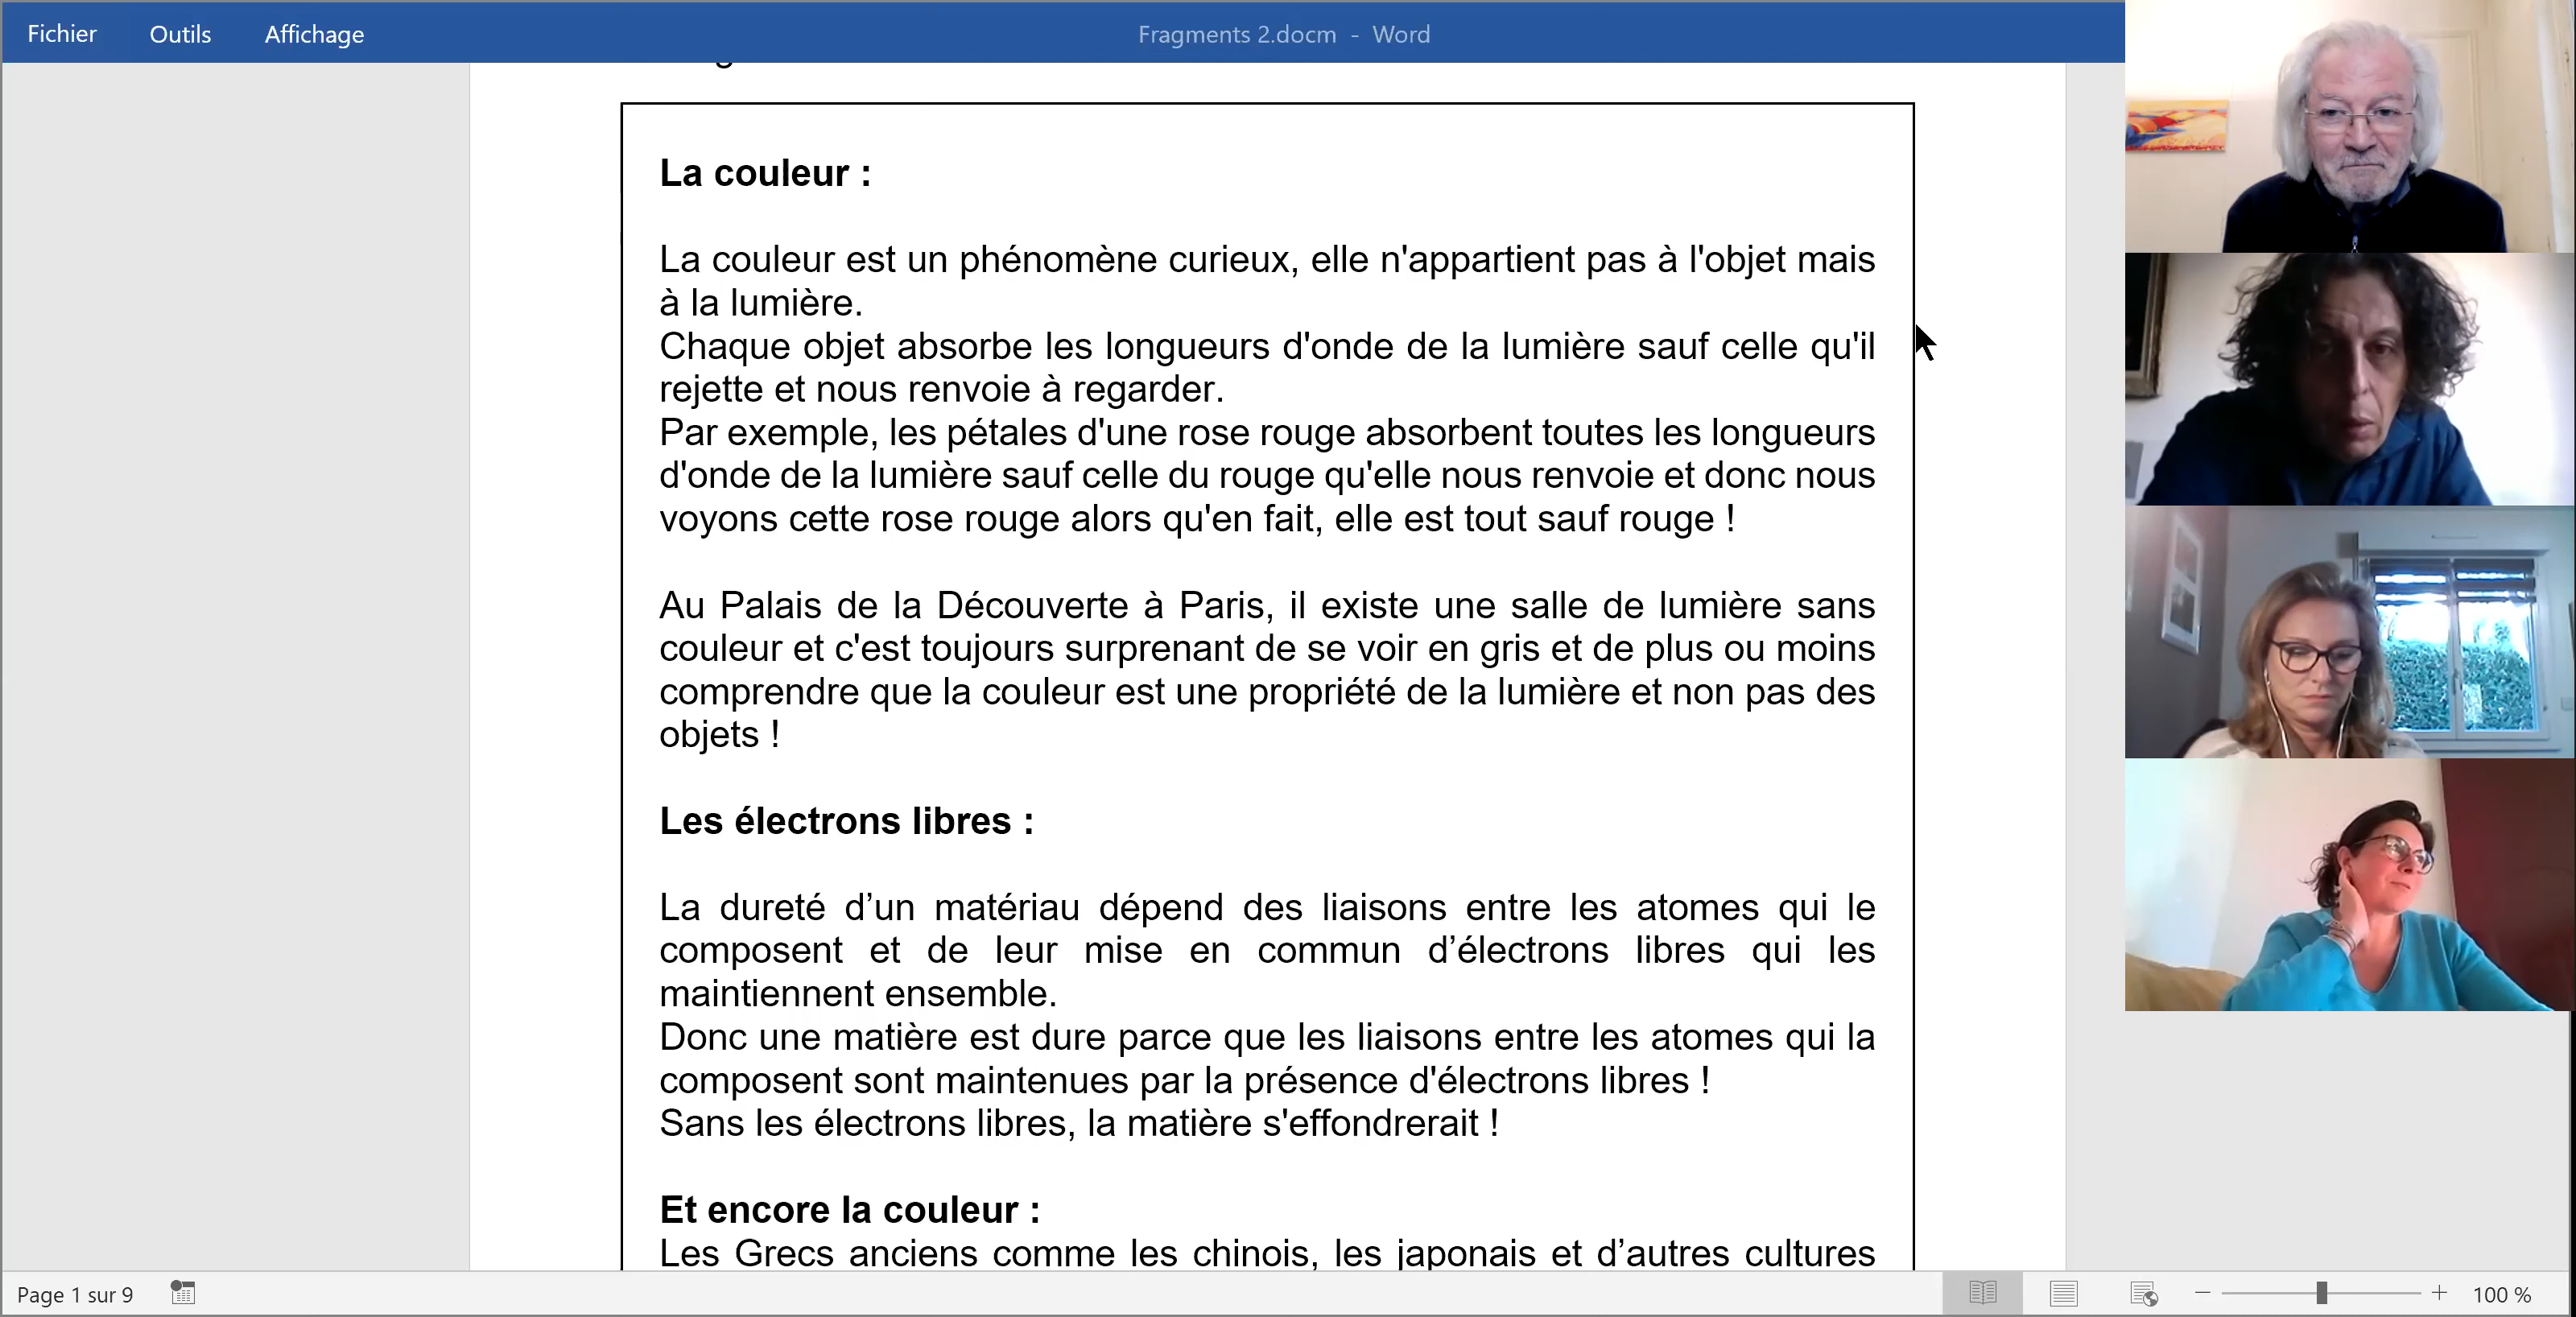 Fichier Outils Affichage Fragments 2.docm - Word
La couleur :
La couleur est un phénomène curieux, elle n'appartient pas à l'objet mais
à la lumière.
Chaque objet absorbe les longueurs d'onde de la lumière sauf celle qu'il
rejette et nous renvoie à regarder.
Par exemple, les pétales d'une rose rouge absorbent toutes les longueurs
d'onde de la lumière sauf celle du rouge qu'elle nous renvoie et donc nous
voyons cette rose rouge alors qu'en fait, elle est tout sauf rouge !
Au Palais de la Découverte à Paris, il existe une salle de lumière sans
couleur et c'est toujours surprenant de se voir en gris et de plus ou moins
comprendre que la couleur est une propriété de la lumière et non pas des
objets !
Les électrons libres :
La dureté d’un matériau dépend des liaisons entre les atomes qui le
composent et de leur mise en commun d’électrons libres qui les
maintiennent ensemble.
Donc une matière est dure parce que les liaisons entre les atomes qui la
composent sont maintenues par la présence d'électrons libres !
Sans les électrons libres, la matière s'effondrerait !
Et encore la couleur :
Les Grecs anciens comme les chinois, les japonais et d’autres cultures
Page 1 sur 9 100 %